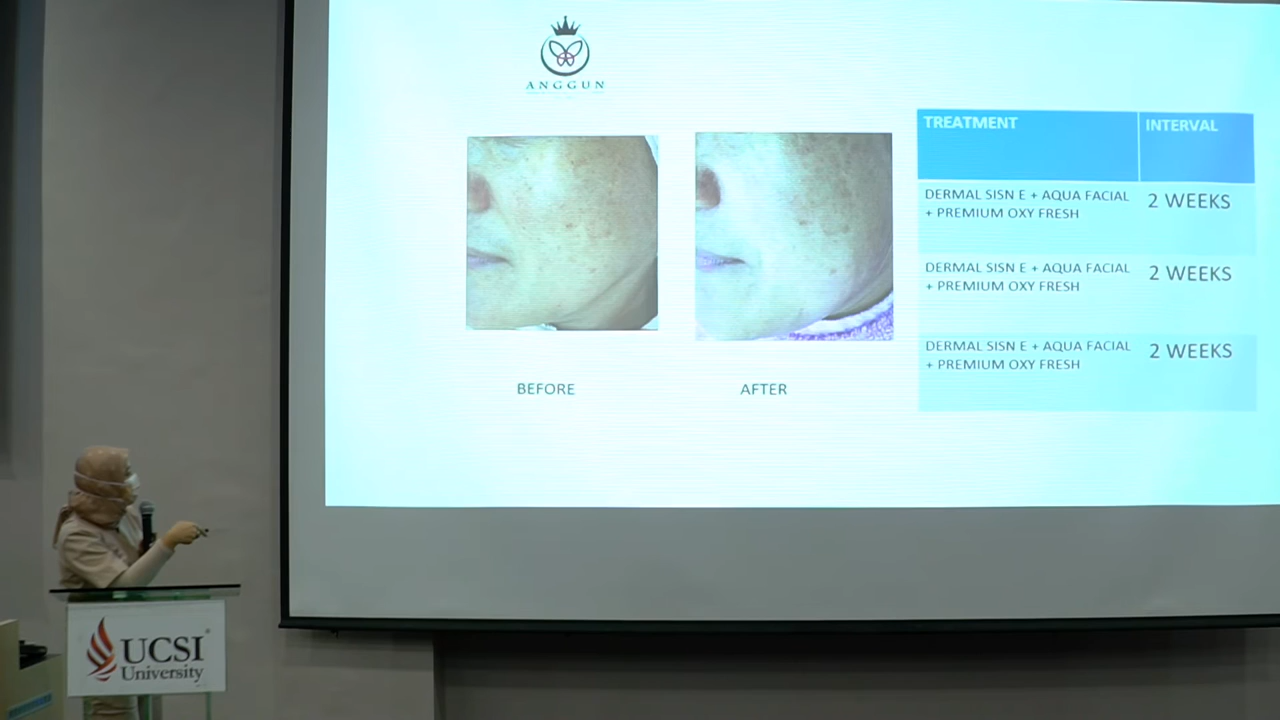 ANGGUN
TREATMENT
INTERVAL
DERMAL SISN E + AQUA FACIAL
+ PREMIUM OXY FRESH
2 WEEKS
DERMAL SISN E + AQUA FACIAL
+ PREMIUM OXY FRESH
2 WEEKS
DERMAL SISN E + AQUA FACIAL
+ PREMIUM OXY FRESH
2 WEEKS
BEFORE
AFTER
UCSI
University